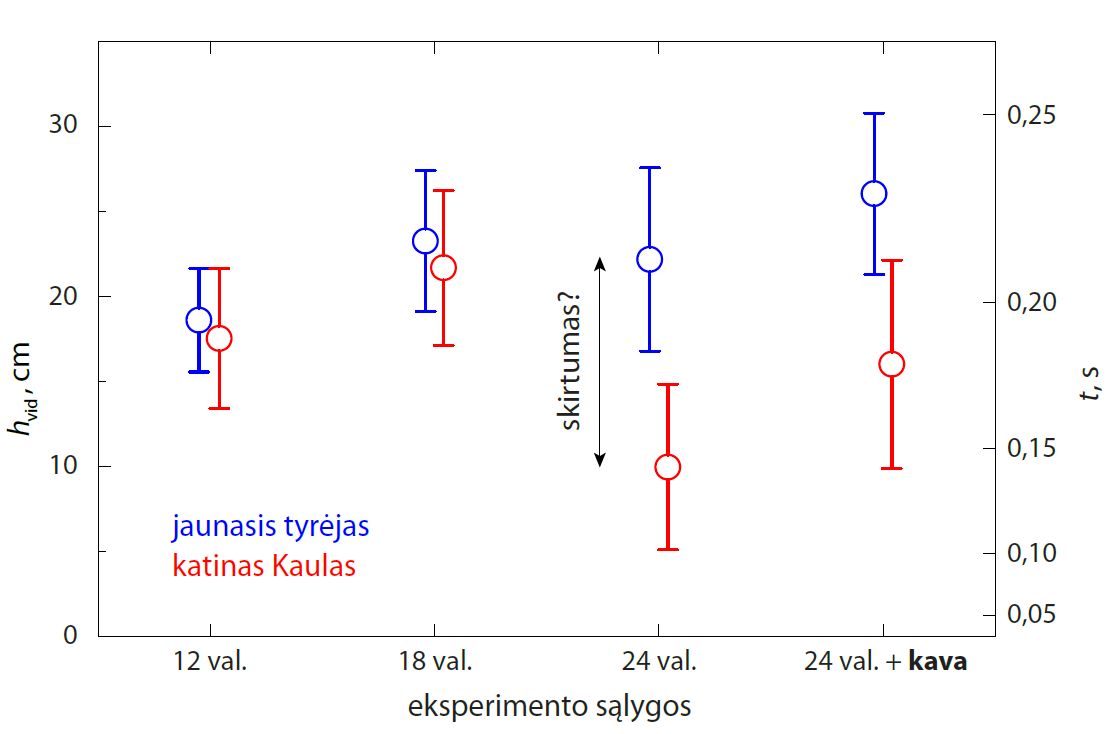 30
20
10
0
h vid, cm
0,25
0,20
0,15
0,10
0,05
t, s
skirtumas?
jaunasis tyrėjas
katinas Kaulas
12 val.
18 val.
24 val.
24 val. + kava
eksperimento sąlygos